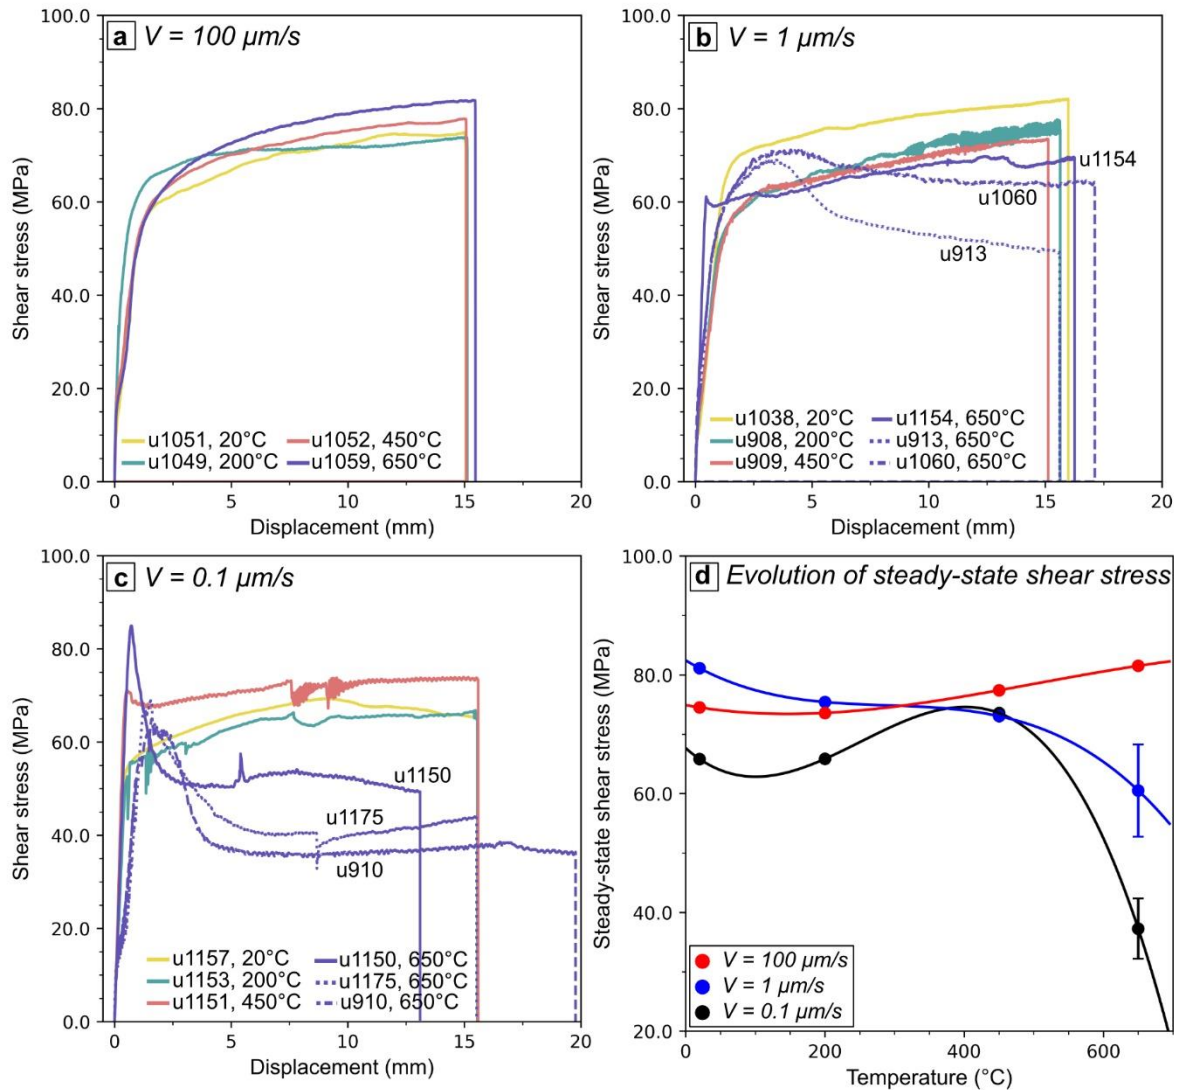 a V = 100 µm/s
100.0
80.0
60.0
40.0
20.0
0.0
Shear stress (MPa)
u1051, 20°C
u1049, 200°C
u1052, 450°C
u1059, 650°C
0 5 10 15 20
Displacement (mm)
b V = 1 µm/s
100.0
80.0
60.0
40.0
20.0
0.0
Shear stress (MPa)
u1154
u1060
u913
u1038, 20°C
u908, 200°C
u909, 450°C
u1154, 650°C
u913, 650°C
u1060, 650°C
0 5 10 15 20
Displacement (mm)
c V = 0.1 µm/s
100.0
80.0
60.0
40.0
20.0
0.0
Shear stress (MPa)
u1150
u1175
u910
u1157, 20°C
u1153, 200°C
u1151, 450°C
u1150, 650°C
u1175, 650°C
u910, 650°C
0 5 10 15 20
Displacement (mm)
d Evolution of steady-state shear stress
100.0
80.0
60.0
40.0
20.0
Steady-state shear stress (MPa)
V = 100 µm/s
V = 1 µm/s
V = 0.1 µm/s
0 200 400 600
Temperature (°C)